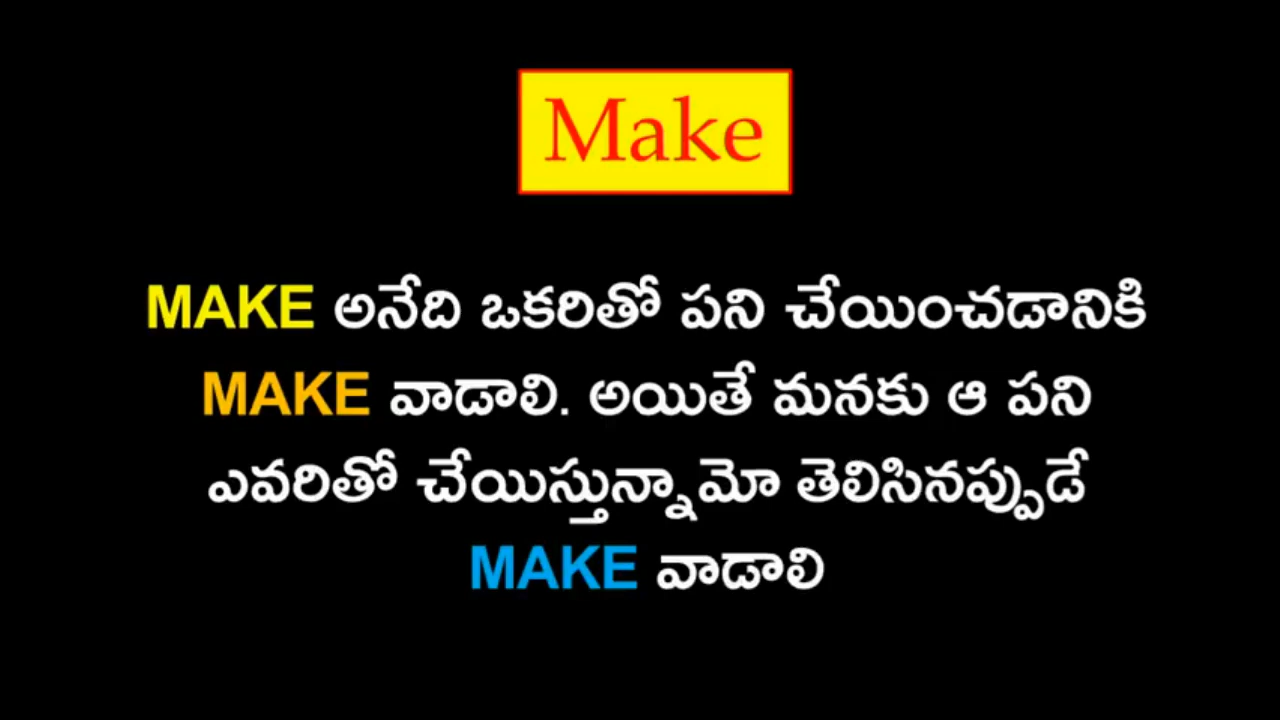 Make
MAKE అనేది ఒకరితో పని చేయించడానికి
MAKE వాడాలి. అయితే మనకు ఆ పని
ఎవరితో చేయిస్తున్నామో తెలిసినప్పుడే
MAKE వాడాలి